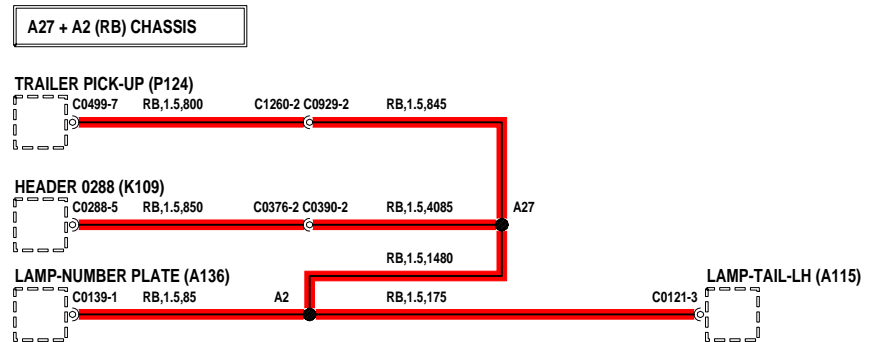 A27 + A2 (RB) CHASSIS
TRAILER PICK-UP (P124)
C0499-7 RB,1.5,800 C1260-2 C0929-2 RB,1.5,845
HEADER 0288 (K109)
C0288-5 RB,1.5,850 C0376-2 C0390-2 RB,1.5,4085 A27
RB,1.5,1480
LAMP-NUMBER PLATE (A136) LAMP-TAIL-LH (A115)
C0139-1 RB,1.5,85 A2 RB,1.5,175 C0121-3